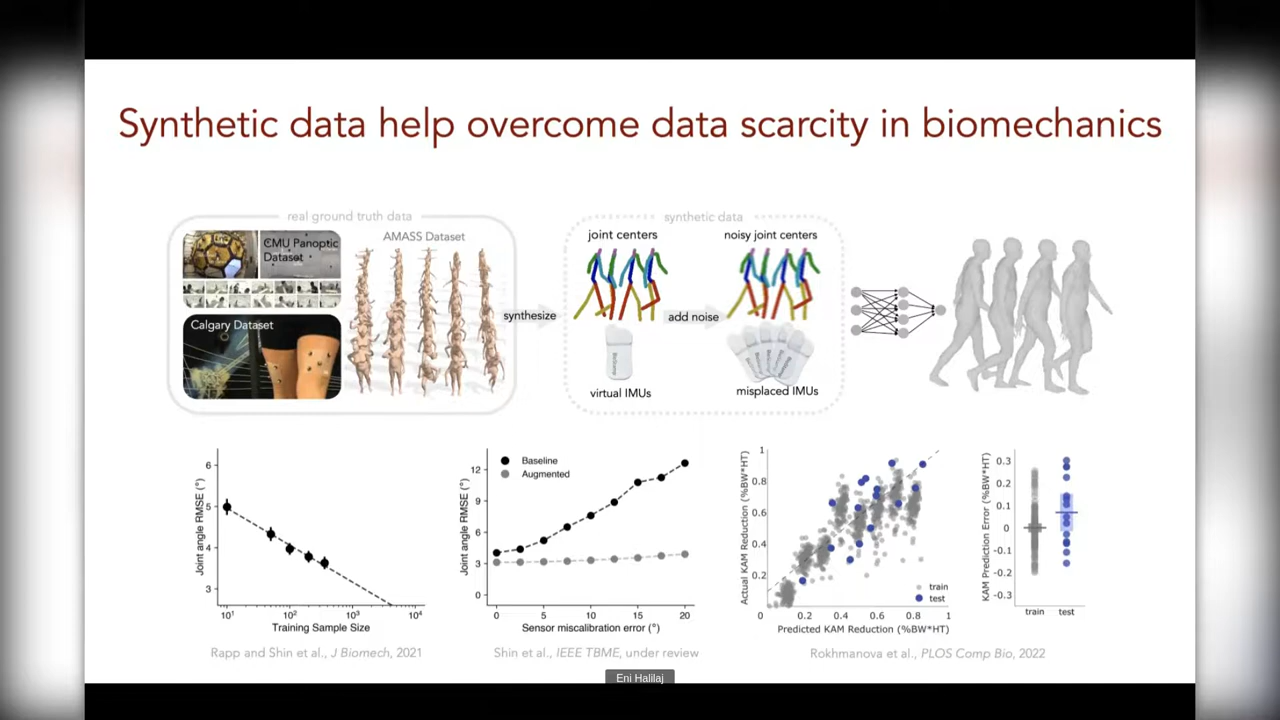 Synthetic data help overcome data scarcity in biomechanics
real ground truth data
CMU Panoptic
Dataset
AMASS Dataset
Calgary Dataset
synthesize
synthetic data
joint centers
noisy joint centers
add noise
virtual IMUs
misplaced IMUs
Joint angle RMSE (°)
6
5
4
3
10¹ 10² 10³ 10⁴
Training Sample Size
Rapp and Shin et al., J Biomech, 2021
Joint angle RMSE (°)
Baseline
Augmented
12
9
6
3
0
0 5 10 15 20
Sensor miscalibration error (°)
Shin et al., IEEE TBME, under review
Actual KAM Reduction (%BW*HT)
1
0.8
0.6
0.4
0.2
0 0.2 0.4 0.6 0.8 1
train
test
Predicted KAM Reduction (%BW*HT)
KAM Prediction Error (%BW*HT)
0.3
0.2
0.1
0
-0.1
-0.2
-0.3
train test
Rokhmanova et al., PLOS Comp Bio, 2022
Eni Halilaj